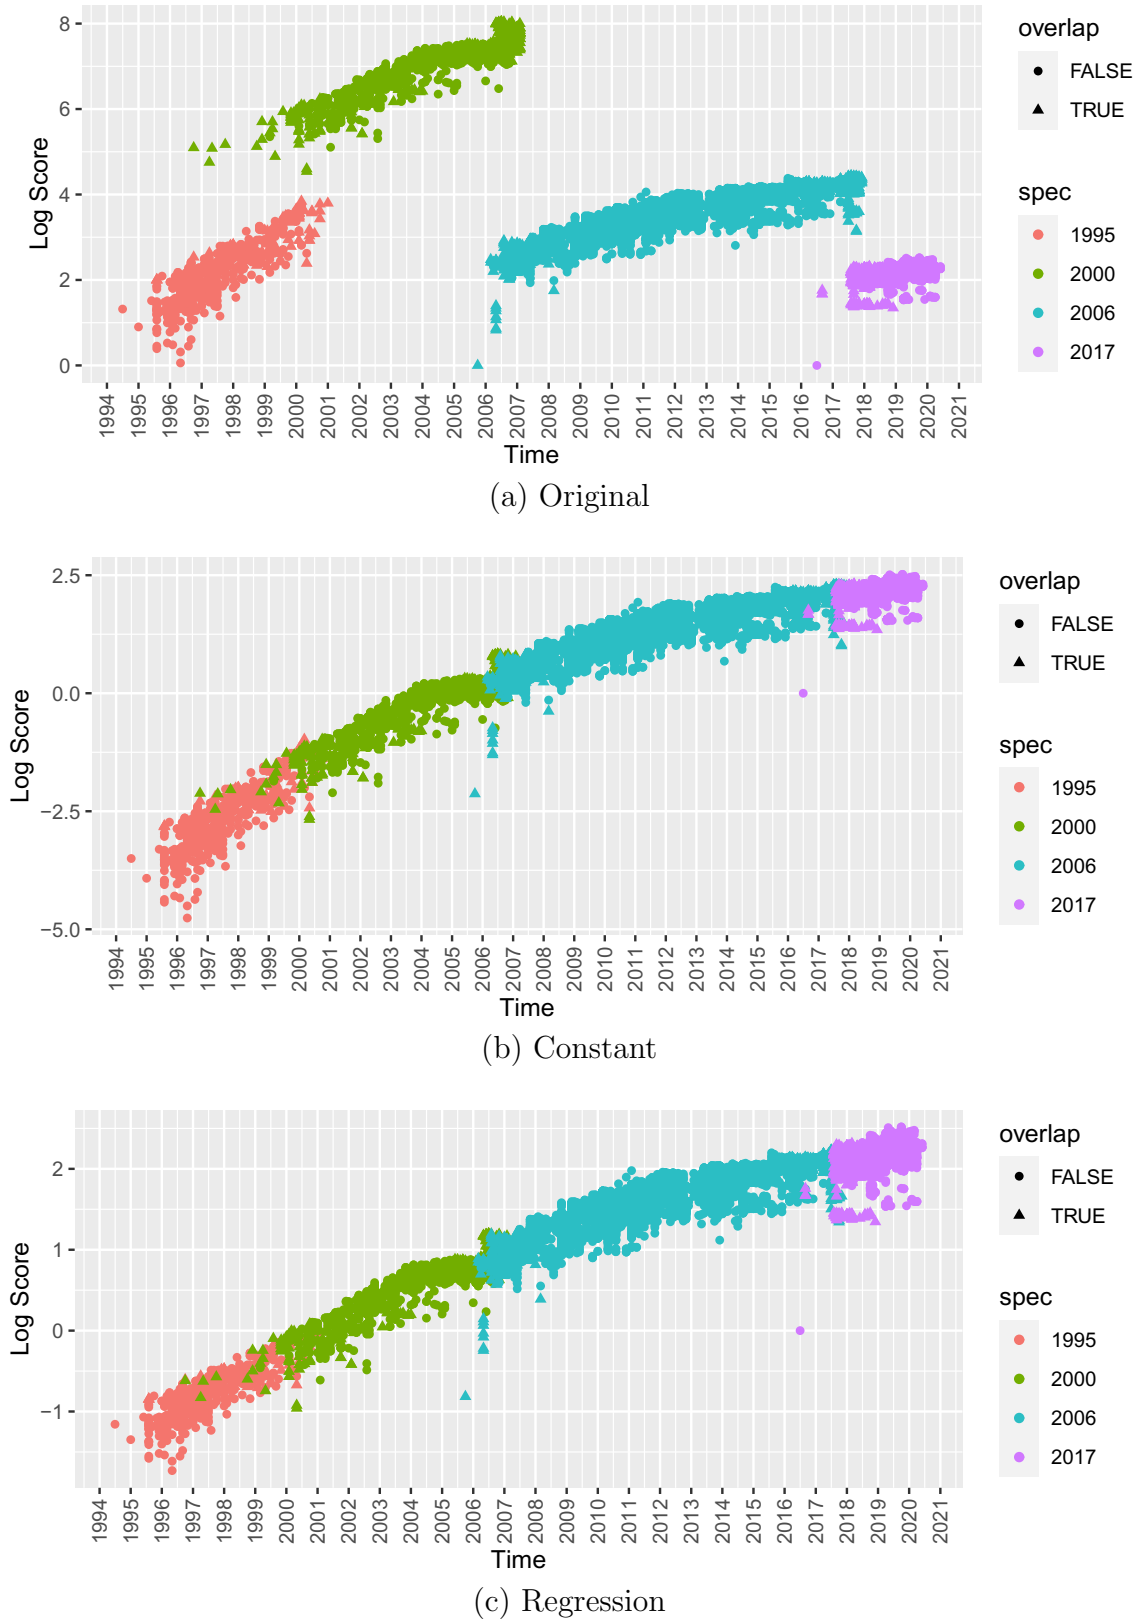 8
6
4
2
0
Log Score
1994 1995 1996 1997 1998 1999 2000 2001 2002 2003 2004 2005 2006 2007 2008 2009 2010 2011 2012 2013 2014 2015 2016 2017 2018 2019 2020 2021
Time
overlap
FALSE
TRUE
spec
1995
2000
2006
2017
(a) Original
2.5
0.0
−2.5
−5.0
Log Score
1994 1995 1996 1997 1998 1999 2000 2001 2002 2003 2004 2005 2006 2007 2008 2009 2010 2011 2012 2013 2014 2015 2016 2017 2018 2019 2020 2021
Time
overlap
FALSE
TRUE
spec
1995
2000
2006
2017
(b) Constant
2
1
0
−1
Log Score
1994 1995 1996 1997 1998 1999 2000 2001 2002 2003 2004 2005 2006 2007 2008 2009 2010 2011 2012 2013 2014 2015 2016 2017 2018 2019 2020 2021
Time
overlap
FALSE
TRUE
spec
1995
2000
2006
2017
(c) Regression